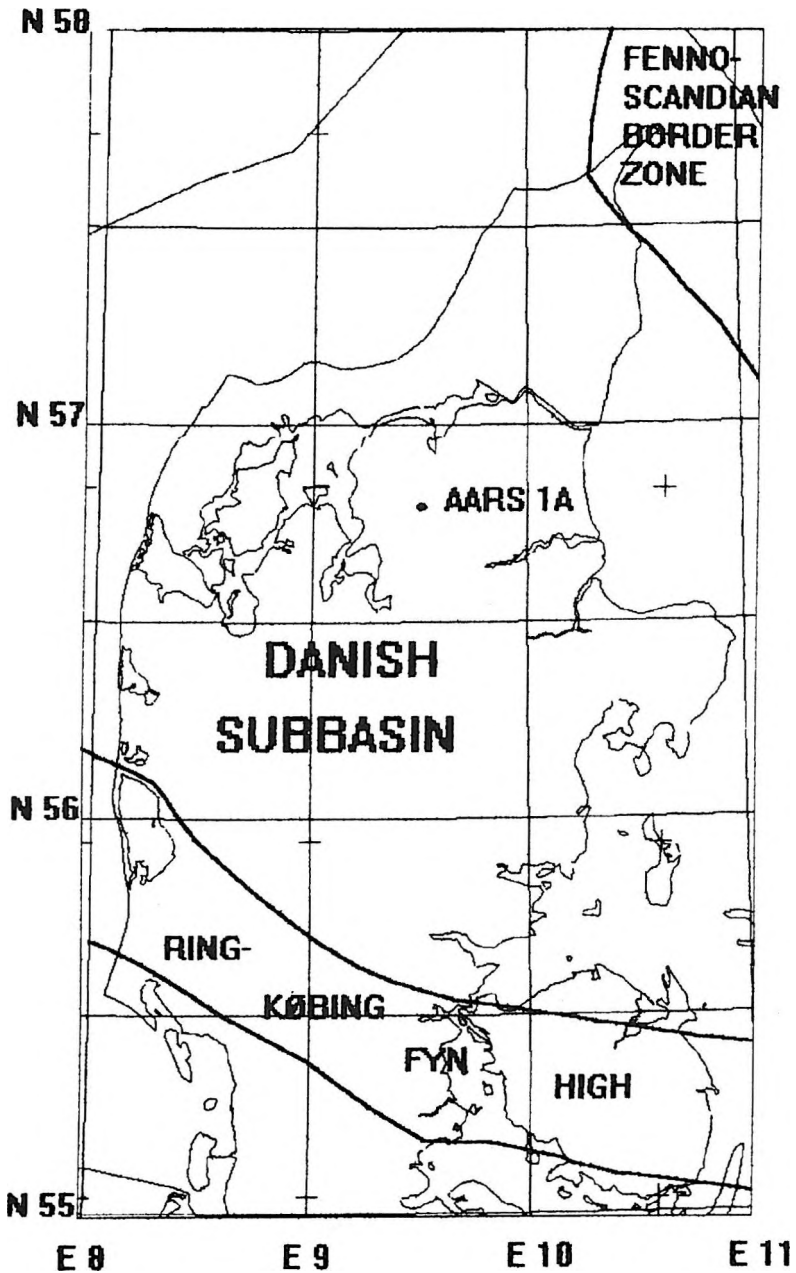 N 58
FENNO-
SCANDIAN
BORDER
ZONE
N 57
AARS 1A
DANISH
SUBBASIN
N 56
RING-
KØBING
FYN
HIGH
N 55
E 8
E 9
E 10
E 11